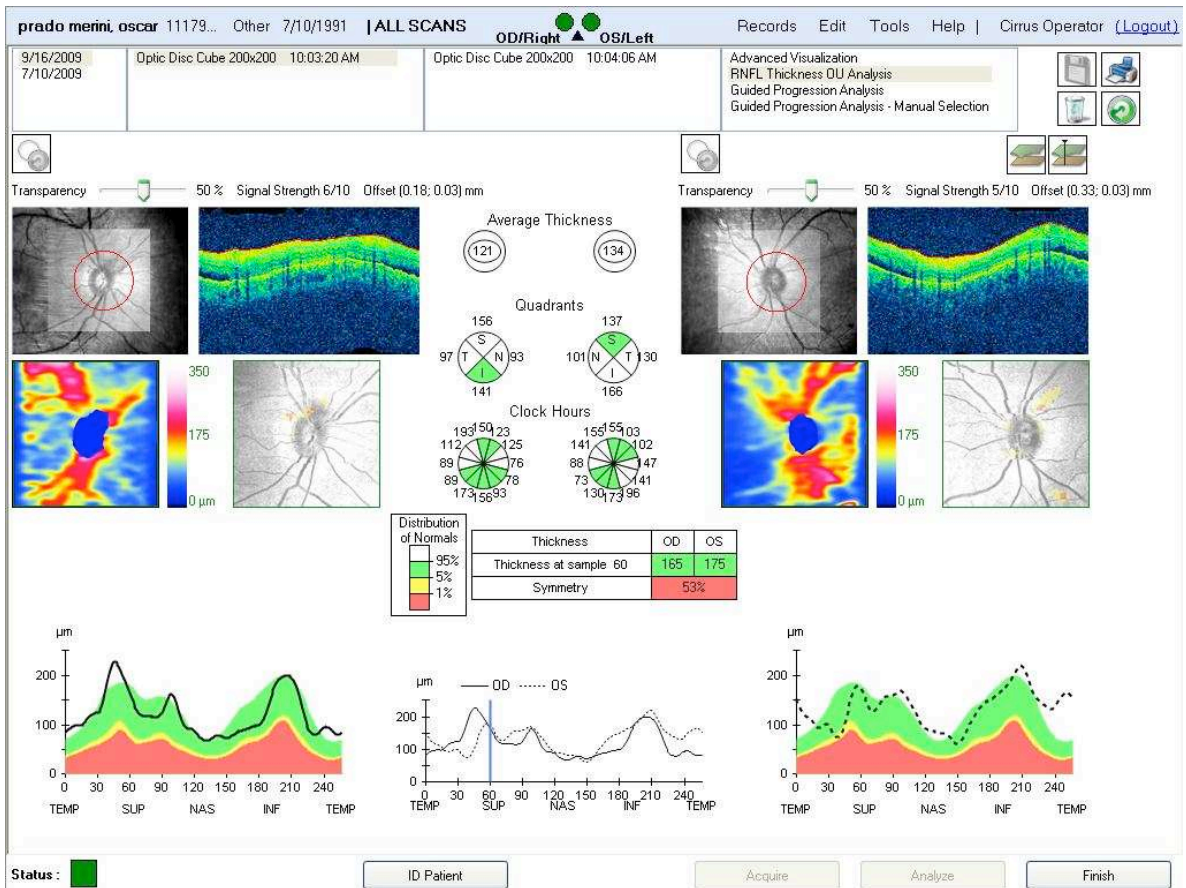 prado merini, oscar 11179... Other 7/10/1991 | ALL SCANS OD/Right OS/Left Records Edit Tools Help | Cirrus Operator (Logout)
9/16/2009 Optic Disc Cube 200x200 10:03:20 AM Optic Disc Cube 200x200 10:04:06 AM Advanced Visualization
7/10/2009 RNFL Thickness OU Analysis
Guided Progression Analysis
Guided Progression Analysis - Manual Selection
Transparency 50 % Signal Strength 6/10 Offset (0.18; 0.03) mm
Transparency 50 % Signal Strength 5/10 Offset (0.33; 0.03) mm
Average Thickness
121 134
Quadrants
156 137
S S
97 T N 93 101 N T 130
I I
141 166
350 350
175 175
0 µm 0 µm
Clock Hours
193 150 123 155 155 103
112 125 141 102
89 76 88 147
89 78 73 141
173 156 93 130 173 196
Distribution
of Normals
95%
5%
1%
Thickness OD OS
Thickness at sample 60 165 175
Symmetry 53%
µm
200
100
0
0 30 60 90 120 150 180 210 240
TEMP SUP NAS INF TEMP
µm OD OS
200
100
0
0 30 60 90 120 150 180 210 240
TEMP SUP NAS INF TEMP
µm
200
100
0
0 30 60 90 120 150 180 210 240
TEMP SUP NAS INF TEMP
Status : ID Patient Acquire Analyze Finish